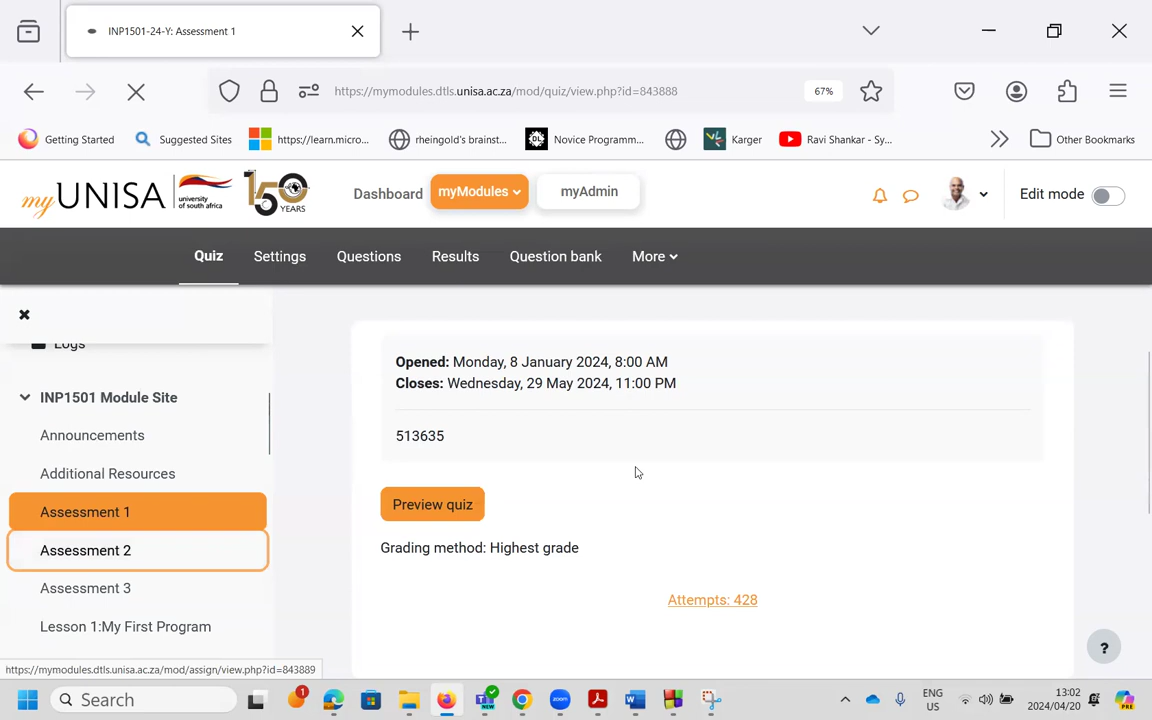 INP1501-24-Y: Assessment 1
https://mymodules.dtls.unisa.ac.za/mod/quiz/view.php?id=843888
67%
Getting Started
Suggested Sites
https://learn.micro...
rheingold's brainst...
OL
Novice Programm...
Karger
Ravi Shankar - Sy...
Other Bookmarks
myUNISA
university
of south africa
150
YEARS
Dashboard
myModules
myAdmin
Edit mode
Quiz
Settings
Questions
Results
Question bank
More
Logs
INP1501 Module Site
Announcements
Additional Resources
Assessment 1
Assessment 2
Assessment 3
Lesson 1:My First Program
Opened: Monday, 8 January 2024, 8:00 AM
Closes: Wednesday, 29 May 2024, 11:00 PM
513635
Preview quiz
Grading method: Highest grade
Attempts: 428
?
https://mymodules.dtls.unisa.ac.za/mod/assign/view.php?id=843889
Search
1
NEW
zoom
ENG
US
13:02
2024/04/20
PRE